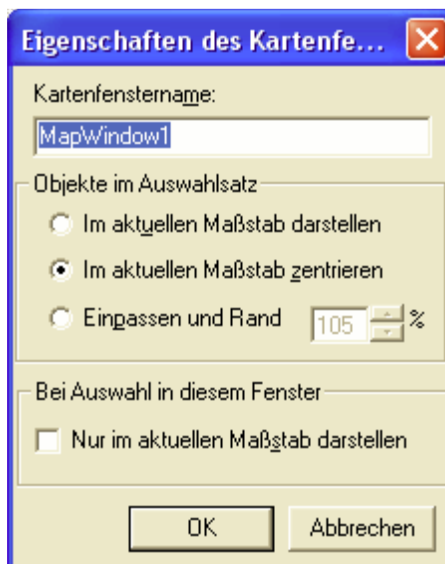 Eigenschaften des Kartenfe...
Kartenfenstername:
MapWindow1
Objekte im Auswahlsatz
Im aktuellen Maßstab darstellen
Im aktuellen Maßstab zentrieren
Einpassen und Rand 105 %
Bei Auswahl in diesem Fenster
Nur im aktuellen Maßstab darstellen
OK Abbrechen